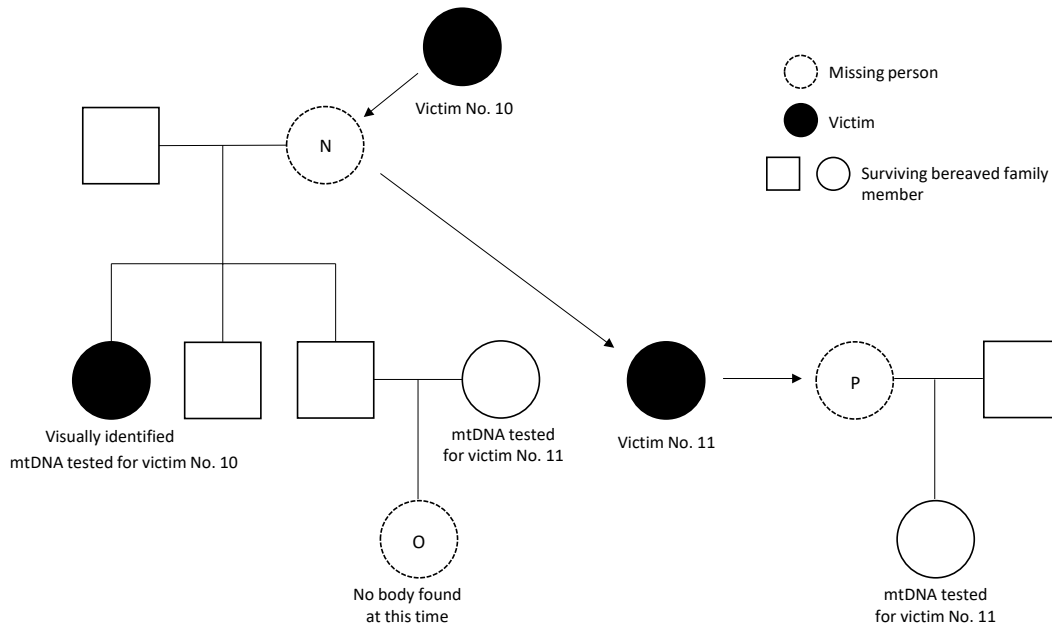 Victim No. 10
N
Missing person
Victim
Surviving bereaved family
member
Visually identified
mtDNA tested for victim No. 10
mtDNA tested
for victim No. 11
Victim No. 11
P
O
No body found
at this time
mtDNA tested
for victim No. 11